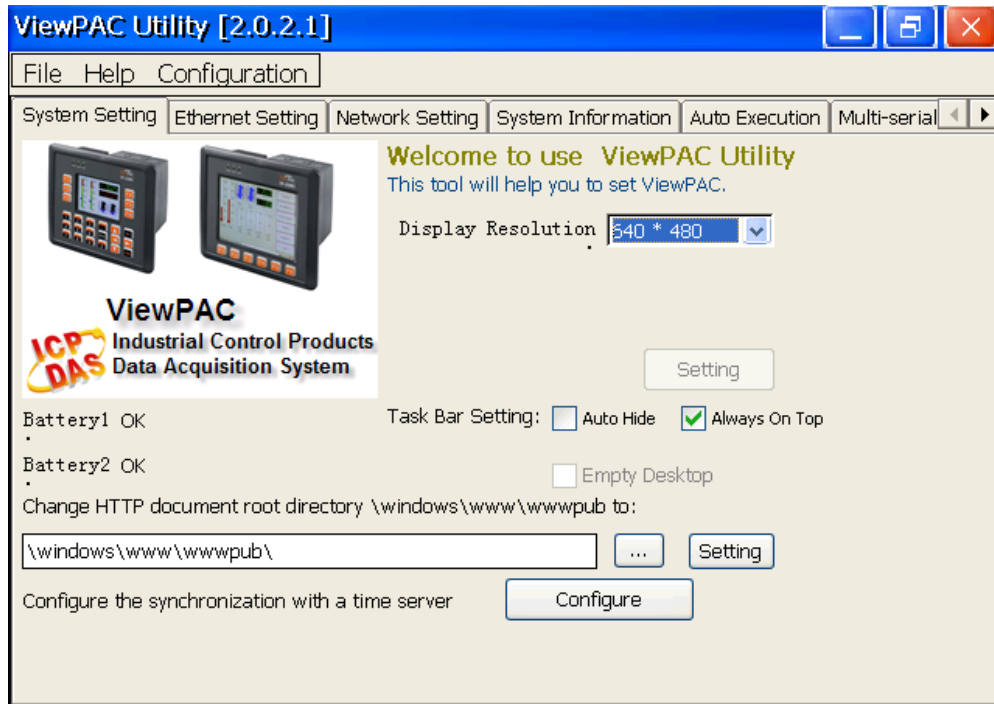 ViewPAC Utility [2.0.2.1]
File Help Configuration
System Setting Ethernet Setting Network Setting System Information Auto Execution Multi-serial
Welcome to use ViewPAC Utility
This tool will help you to set ViewPAC.
Display Resolution 640 * 480
ViewPAC
ICP DAS
Industrial Control Products
Data Acquisition System
Setting
Battery1 OK
Task Bar Setting: Auto Hide Always On Top
Battery2 OK
Empty Desktop
Change HTTP document root directory \windows\www\wwwpub to:
\windows\www\wwwpub\ ... Setting
Configure the synchronization with a time server Configure